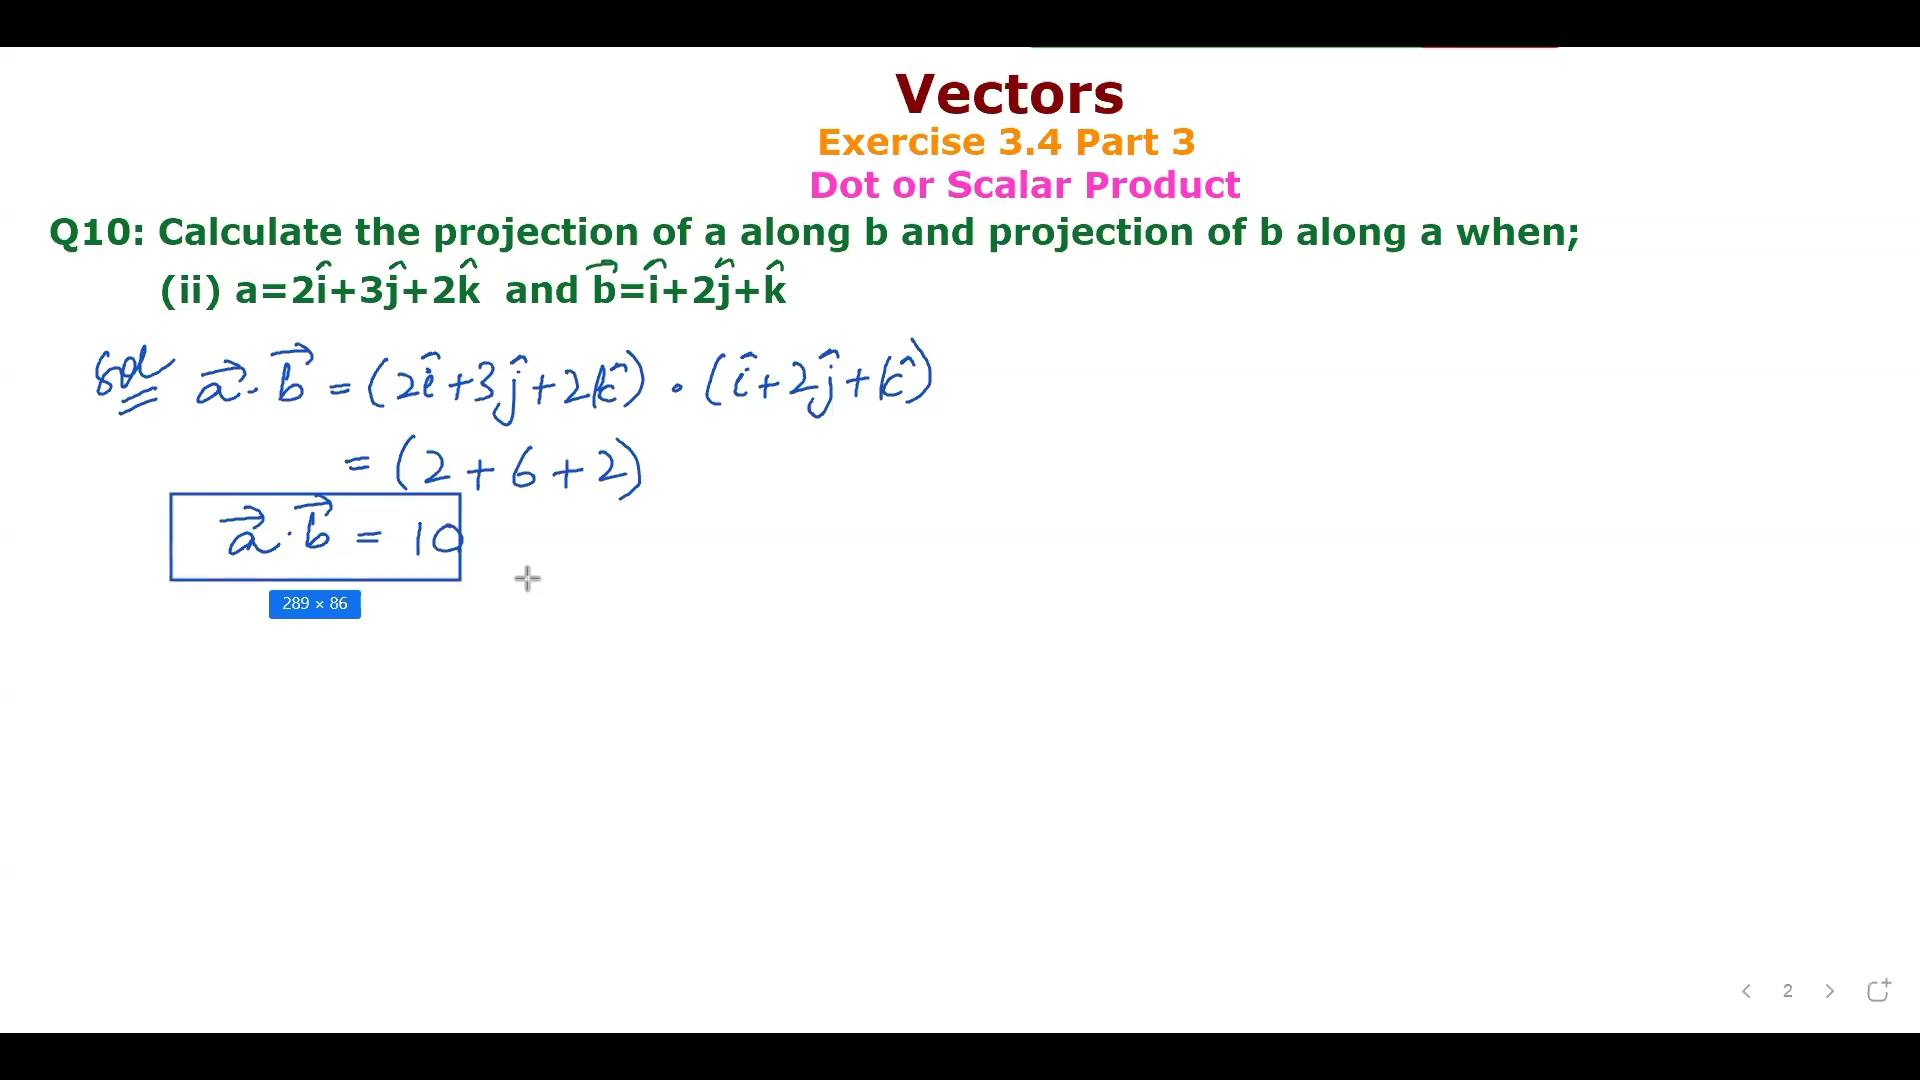 Vectors
Exercise 3.4 Part 3
Dot or Scalar Product
Q10: Calculate the projection of a along b and projection of b along a when;
(ii) a=2î+3ĵ+2k̂ and b⃗=î+2ĵ+k̂
Sol a⃗·b⃗ = (2î+3ĵ+2k̂) · (î+2ĵ+k̂)
= (2+6+2)
a⃗·b⃗ = 10
289 × 86
2